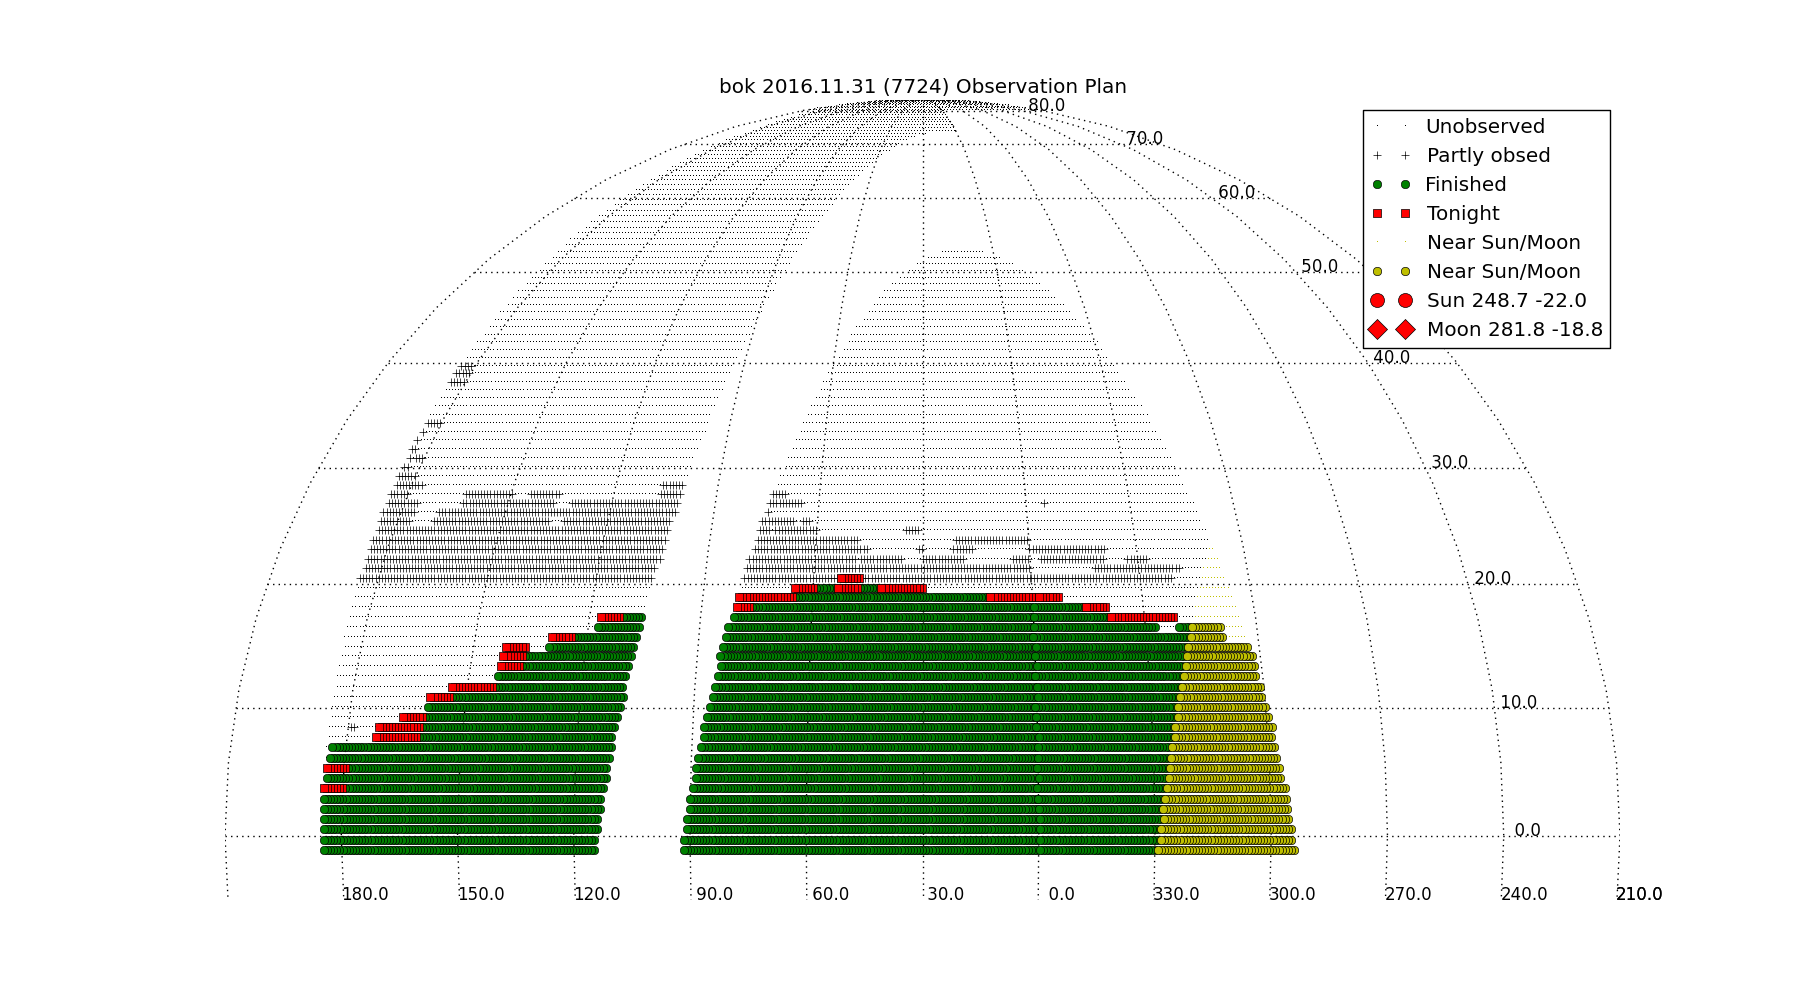 bok 2016.11.31 (7724) Observation Plan
80.0
70.0
60.0
50.0
40.0
30.0
20.0
10.0
0.0
Unobserved
Partly obsed
Finished
Tonight
Near Sun/Moon
Near Sun/Moon
Sun 248.7 -22.0
Moon 281.8 -18.8
180.0 150.0 120.0 90.0 60.0 30.0 0.0 330.0 300.0 270.0 240.0 210.0